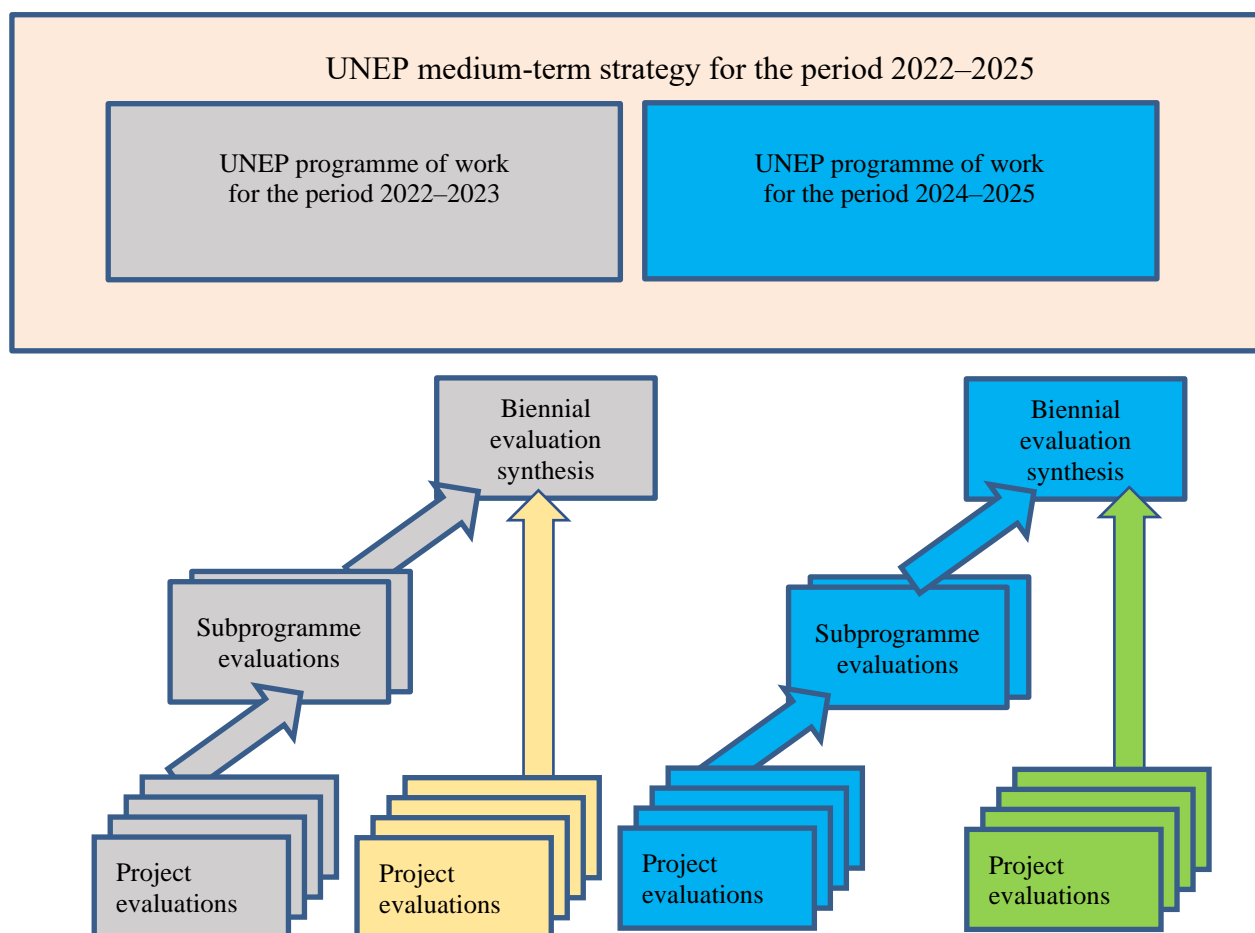 UNEP medium-term strategy for the period 2022–2025
UNEP programme of work
for the period 2022–2023
UNEP programme of work
for the period 2024–2025
Biennial
evaluation
synthesis
Biennial
evaluation
synthesis
Subprogramme
evaluations
Subprogramme
evaluations
Project
evaluations
Project
evaluations
Project
evaluations
Project
evaluations